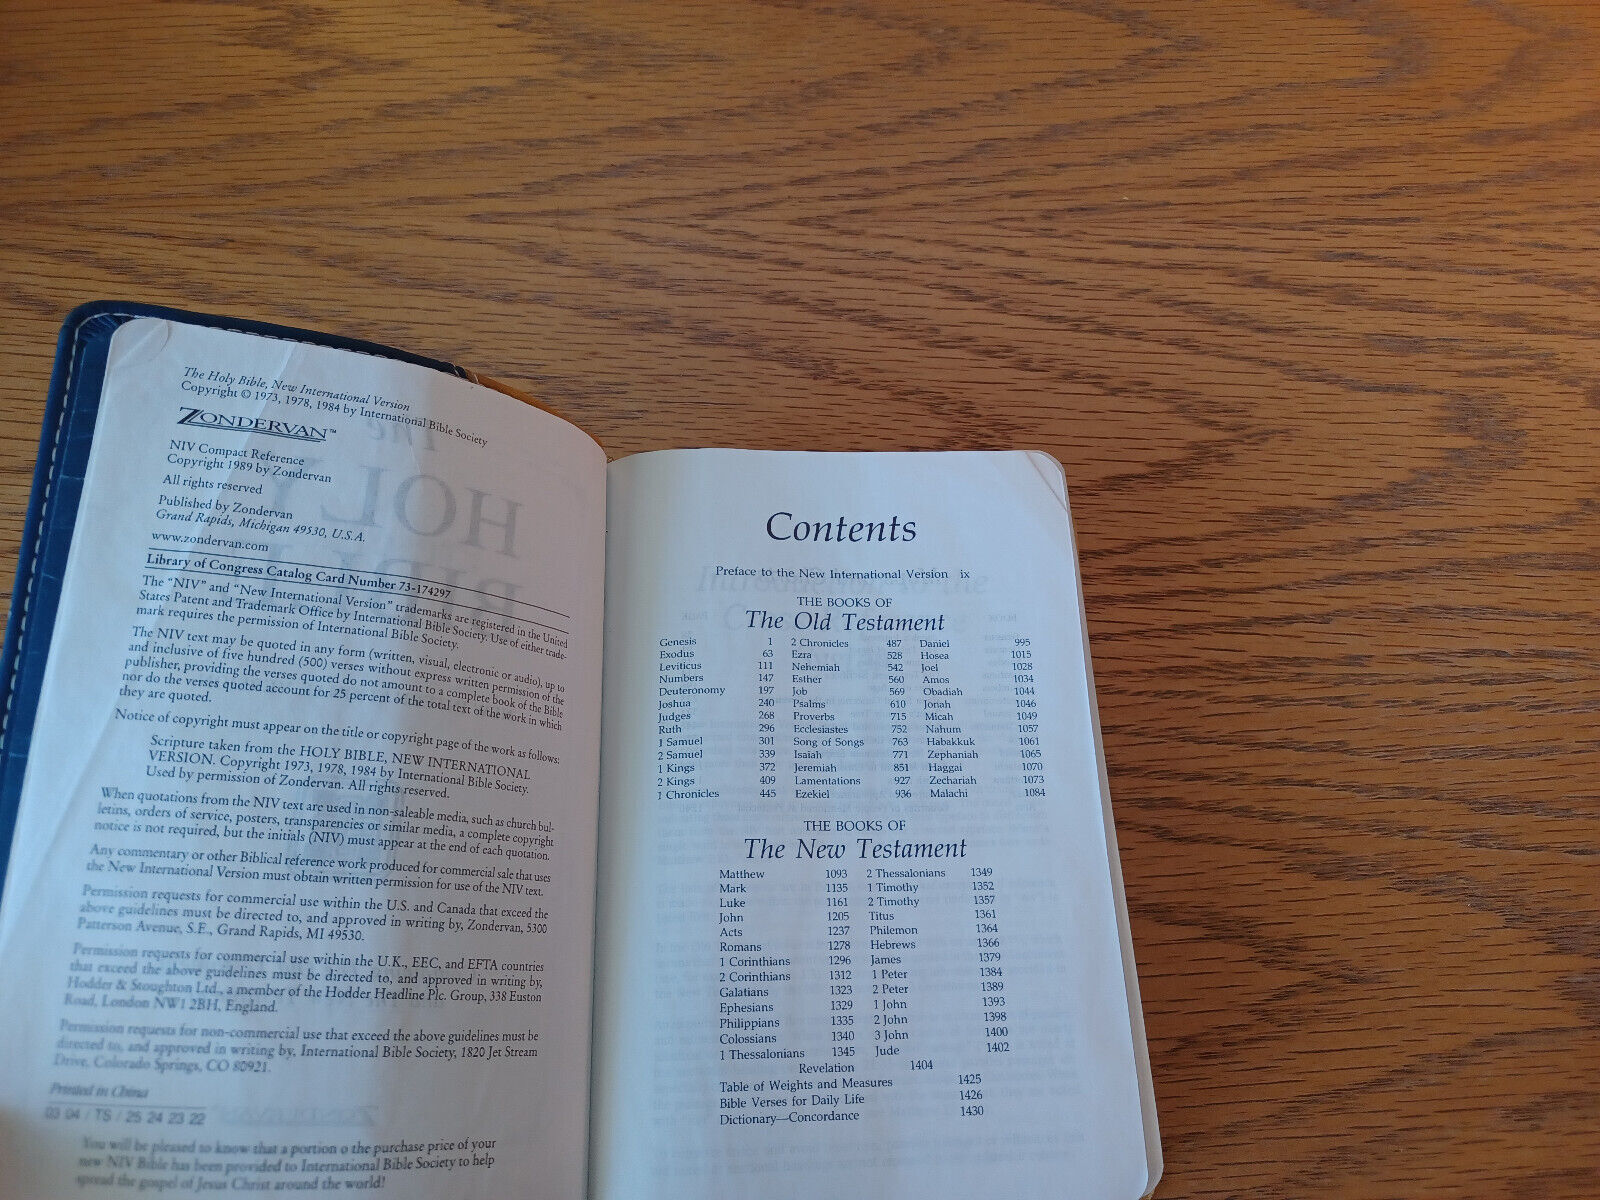 The Holy Bible, New International Version
Copyright © 1973, 1978, 1984 by International Bible Society
ZONDERVAN™
NIV Compact Reference
Copyright 1989 by Zondervan
All rights reserved
Published by Zondervan
Grand Rapids, Michigan 49530, U.S.A.
www.zondervan.com
Library of Congress Catalog Card Number 73-174297
The "NIV" and "New International Version" trademarks are registered in the United
States Patent and Trademark Office by International Bible Society. Use of either trade-
mark requires the permission of International Bible Society.
The NIV text may be quoted in any form (written, visual, electronic or audio), up to
and inclusive of five hundred (500) verses without express written permission of the
publisher, providing the verses quoted do not amount to a complete book of the Bible
nor do the verses quoted account for 25 percent of the total text of the work in which
they are quoted.
Notice of copyright must appear on the title or copyright page of the work as follows:
Scripture taken from the HOLY BIBLE, NEW INTERNATIONAL
VERSION. Copyright 1973, 1978, 1984 by International Bible Society.
Used by permission of Zondervan. All rights reserved.
When quotations from the NIV text are used in non-saleable media, such as church bul-
letins, orders of service, posters, transparencies or similar media, a complete copyright
notice is not required, but the initials (NIV) must appear at the end of each quotation.
Any commentary or other Biblical reference work produced for commercial sale that uses
the New International Version must obtain written permission for use of the NIV text.
Permission requests for commercial use within the U.S. and Canada that exceed the
above guidelines must be directed to, and approved in writing by, Zondervan, 5300
Patterson Avenue, S.E., Grand Rapids, MI 49530.
Permission requests for commercial use within the U.K., EEC, and EFTA countries
that exceed the above guidelines must be directed to, and approved in writing by,
Hodder & Stoughton Ltd., a member of the Hodder Headline Plc. Group, 338 Euston
Road, London NW1 2BH, England.
Permission requests for non-commercial use that exceed the above guidelines must be
directed to, and approved in writing by, International Bible Society, 1820 Jet Stream
Drive, Colorado Springs, CO 80921.
Printed in China
03 04 / TS / 25 24 23 22
You will be pleased to know that a portion o the purchase price of your
new NIV Bible has been provided to International Bible Society to help
spread the gospel of Jesus Christ around the world!
Contents
Preface to the New International Version ix
THE BOOKS OF
The Old Testament
Genesis 1 2 Chronicles 487 Daniel 995
Exodus 63 Ezra 528 Hosea 1015
Leviticus 111 Nehemiah 542 Joel 1028
Numbers 147 Esther 560 Amos 1034
Deuteronomy 197 Job 569 Obadiah 1044
Joshua 240 Psalms 610 Jonah 1046
Judges 268 Proverbs 715 Micah 1049
Ruth 296 Ecclesiastes 752 Nahum 1057
1 Samuel 301 Song of Songs 763 Habakkuk 1061
2 Samuel 339 Isaiah 771 Zephaniah 1065
1 Kings 372 Jeremiah 851 Haggai 1070
2 Kings 409 Lamentations 927 Zechariah 1073
1 Chronicles 445 Ezekiel 936 Malachi 1084
THE BOOKS OF
The New Testament
Matthew 1093 2 Thessalonians 1349
Mark 1135 1 Timothy 1352
Luke 1161 2 Timothy 1357
John 1205 Titus 1361
Acts 1237 Philemon 1364
Romans 1278 Hebrews 1366
1 Corinthians 1296 James 1379
2 Corinthians 1312 1 Peter 1384
Galatians 1323 2 Peter 1389
Ephesians 1329 1 John 1393
Philippians 1335 2 John 1398
Colossians 1340 3 John 1400
1 Thessalonians 1345 Jude 1402
Revelation 1404
Table of Weights and Measures 1425
Bible Verses for Daily Life 1426
Dictionary—Concordance 1430